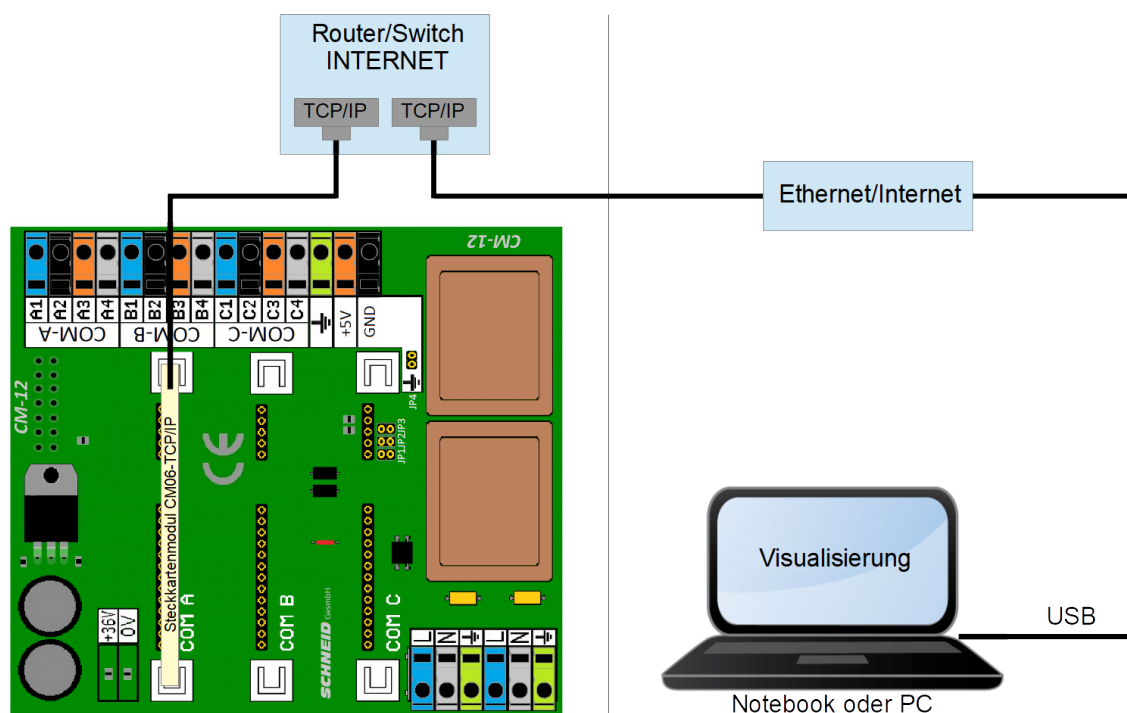 Router/Switch
INTERNET
TCP/IP
TCP/IP
Ethernet/Internet
CM-12
A1
A2
A3
A4
B1
B2
B3
B4
C1
C2
C3
C4
+5V
GND
COM-A
COM-B
COM-C
JP4
CM-12
JP1
JP2
JP3
Steckkartenmodul CM06-TCP/IP
CE
+36V
0V
COM A
COM B
COM C
SCHNEID GesmbH
L
N
L
N
Visualisierung
USB
Notebook oder PC